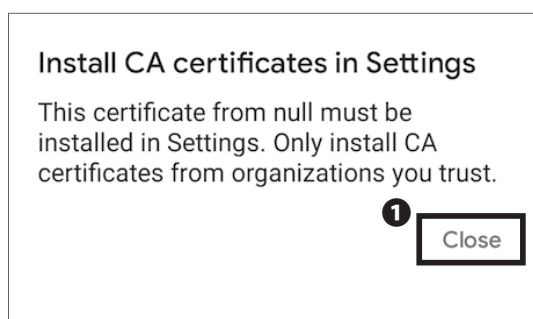 Install CA certificates in Settings
This certificate from null must be
installed in Settings. Only install CA
certificates from organizations you trust.
❶
Close